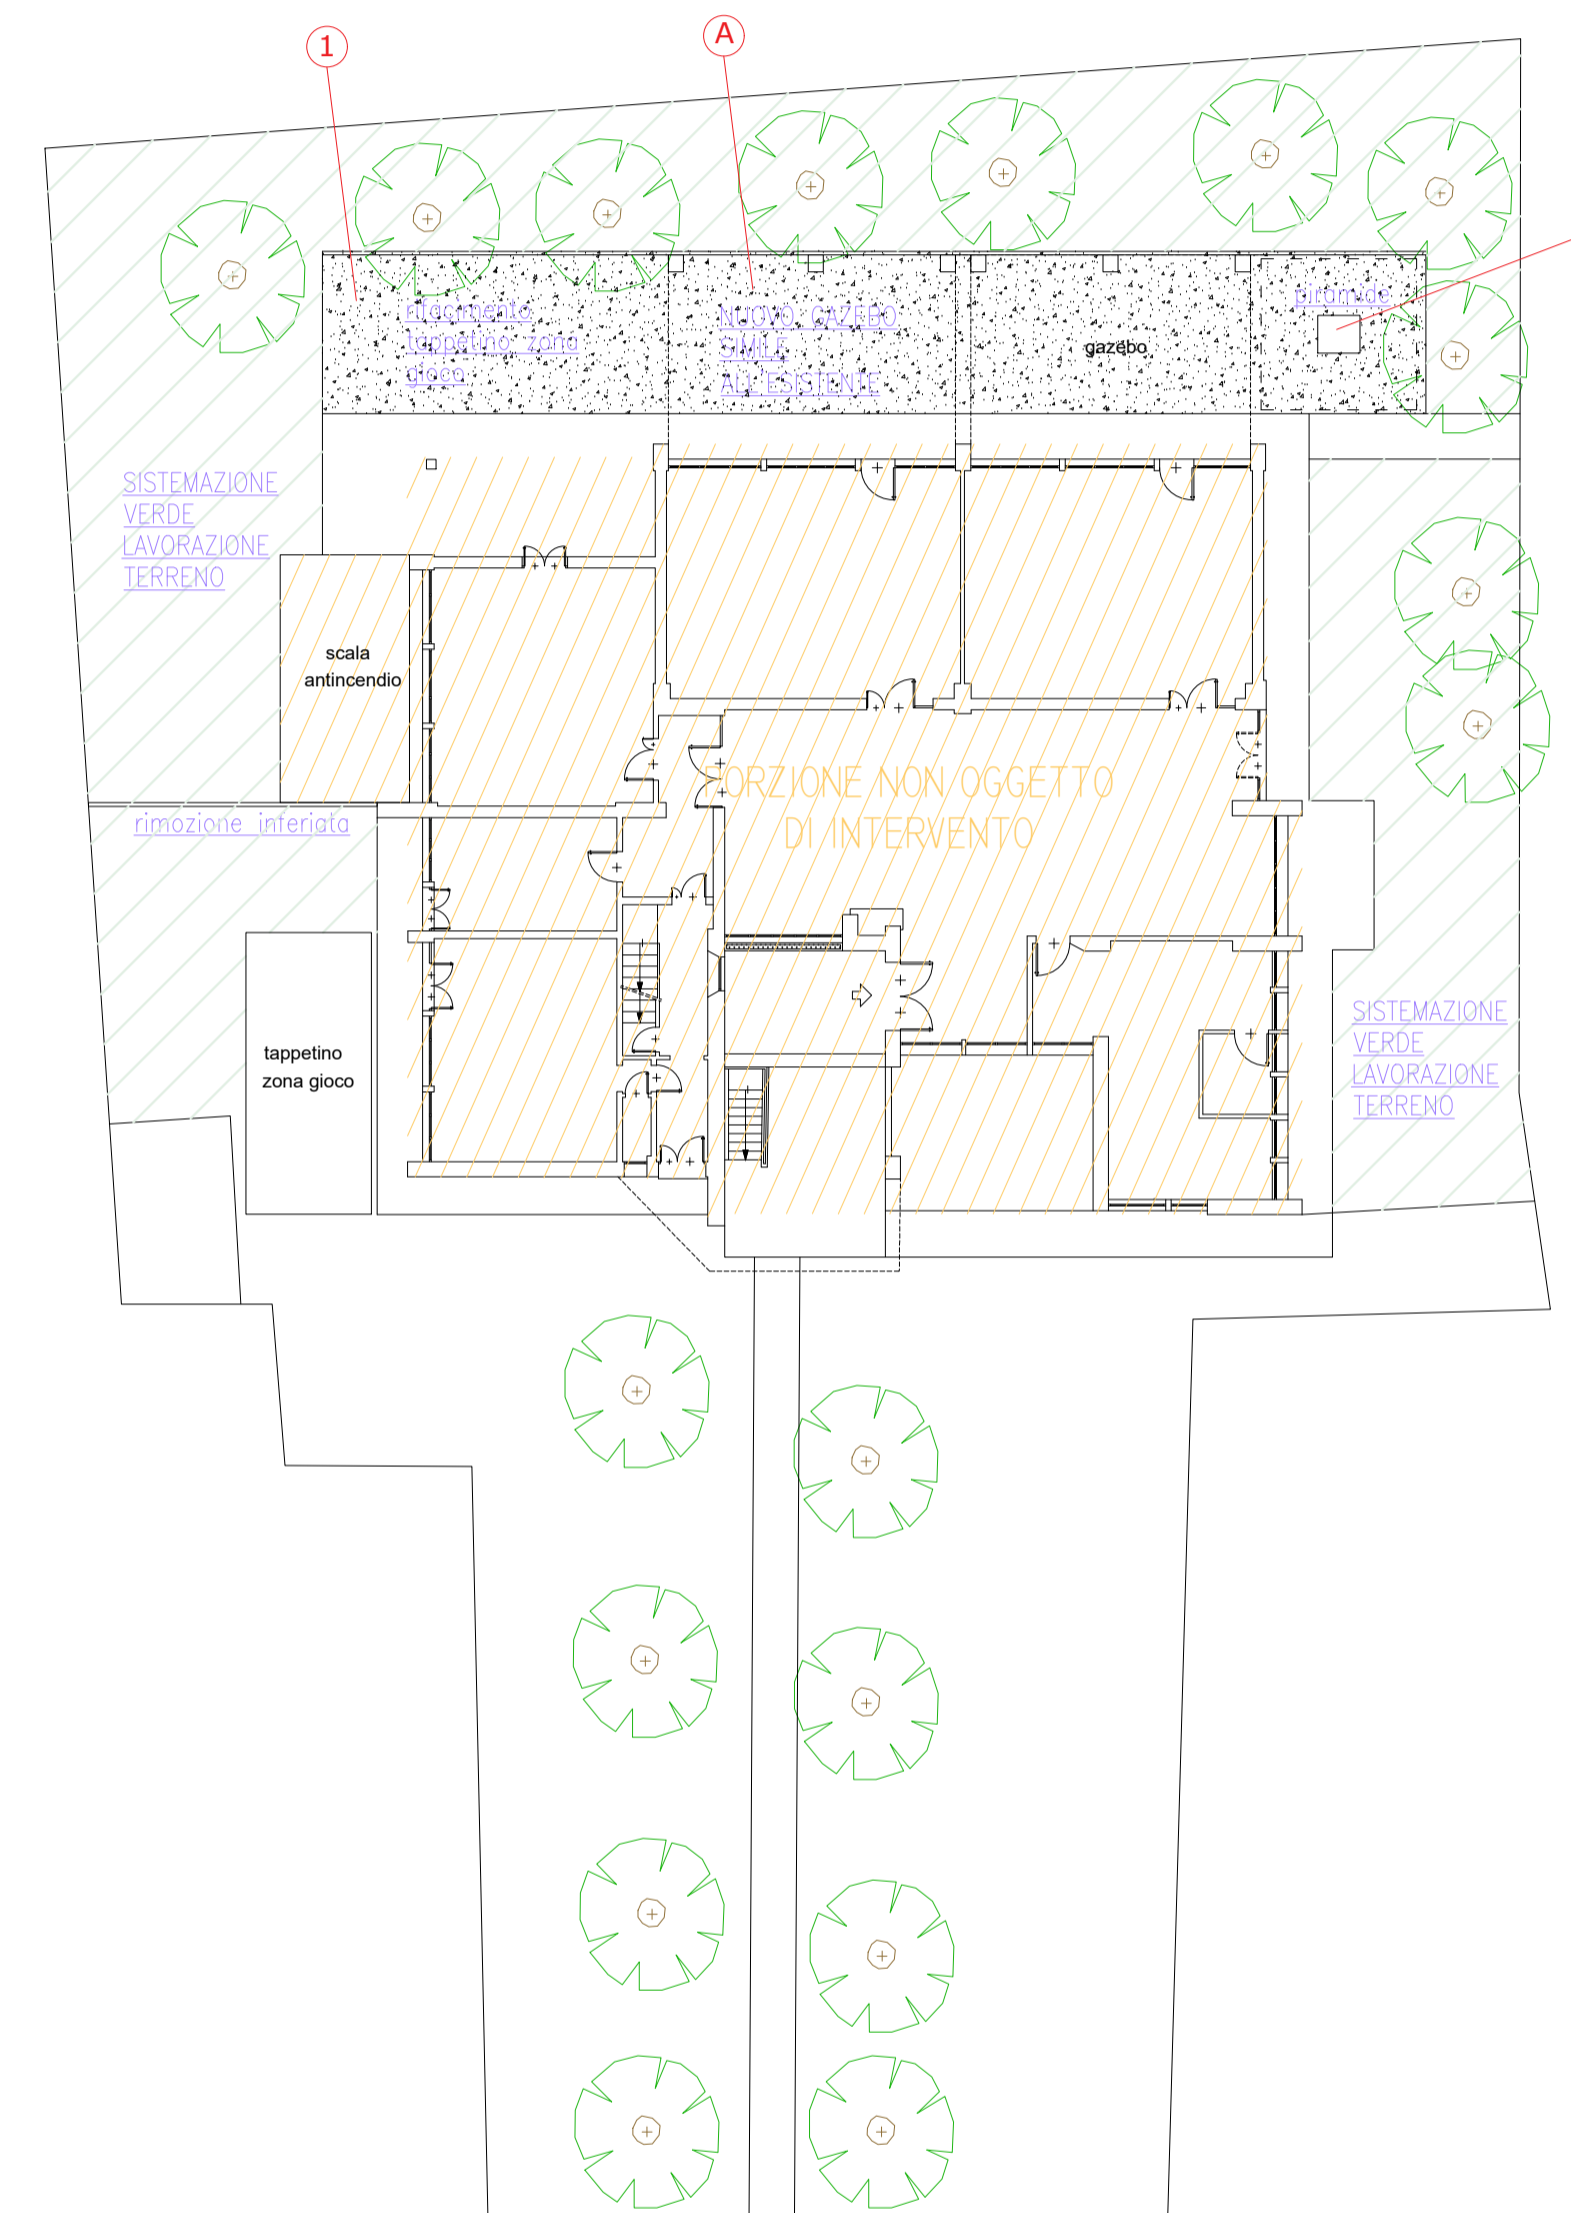 1
A
rifacimento
tappetino zona
gioco
NUOVO GAZEBO
SIMILE
ALL'ESISTENTE
gazebo
piramide
SISTEMAZIONE
VERDE
LAVORAZIONE
TERRENO
scala
antincendio
rimozione inferiata
PORZIONE NON OGGETTO
DI INTERVENTO
tappetino
zona gioco
SISTEMAZIONE
VERDE
LAVORAZIONE
TERRENO